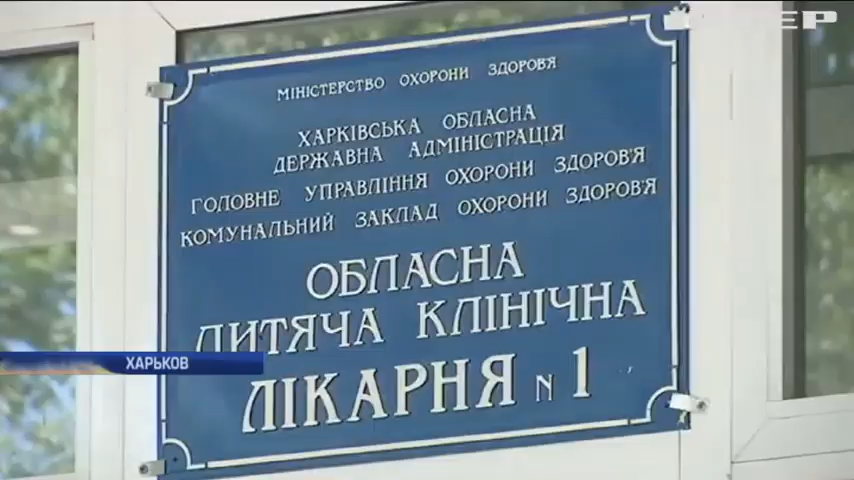 МІНІСТЕРСТВО ОХОРОНИ ЗДОРОВ'Я
ХАРКІВСЬКА ОБЛАСНА
ДЕРЖАВНА АДМІНІСТРАЦІЯ
ГОЛОВНЕ УПРАВЛІННЯ ОХОРОНИ ЗДОРОВ'Я
КОМУНАЛЬНИЙ ЗАКЛАД ОХОРОНИ ЗДОРОВ'Я
ОБЛАСНА
ДИТЯЧА КЛІНІЧНА
ЛІКАРНЯ N 1
ХАРЬКОВ